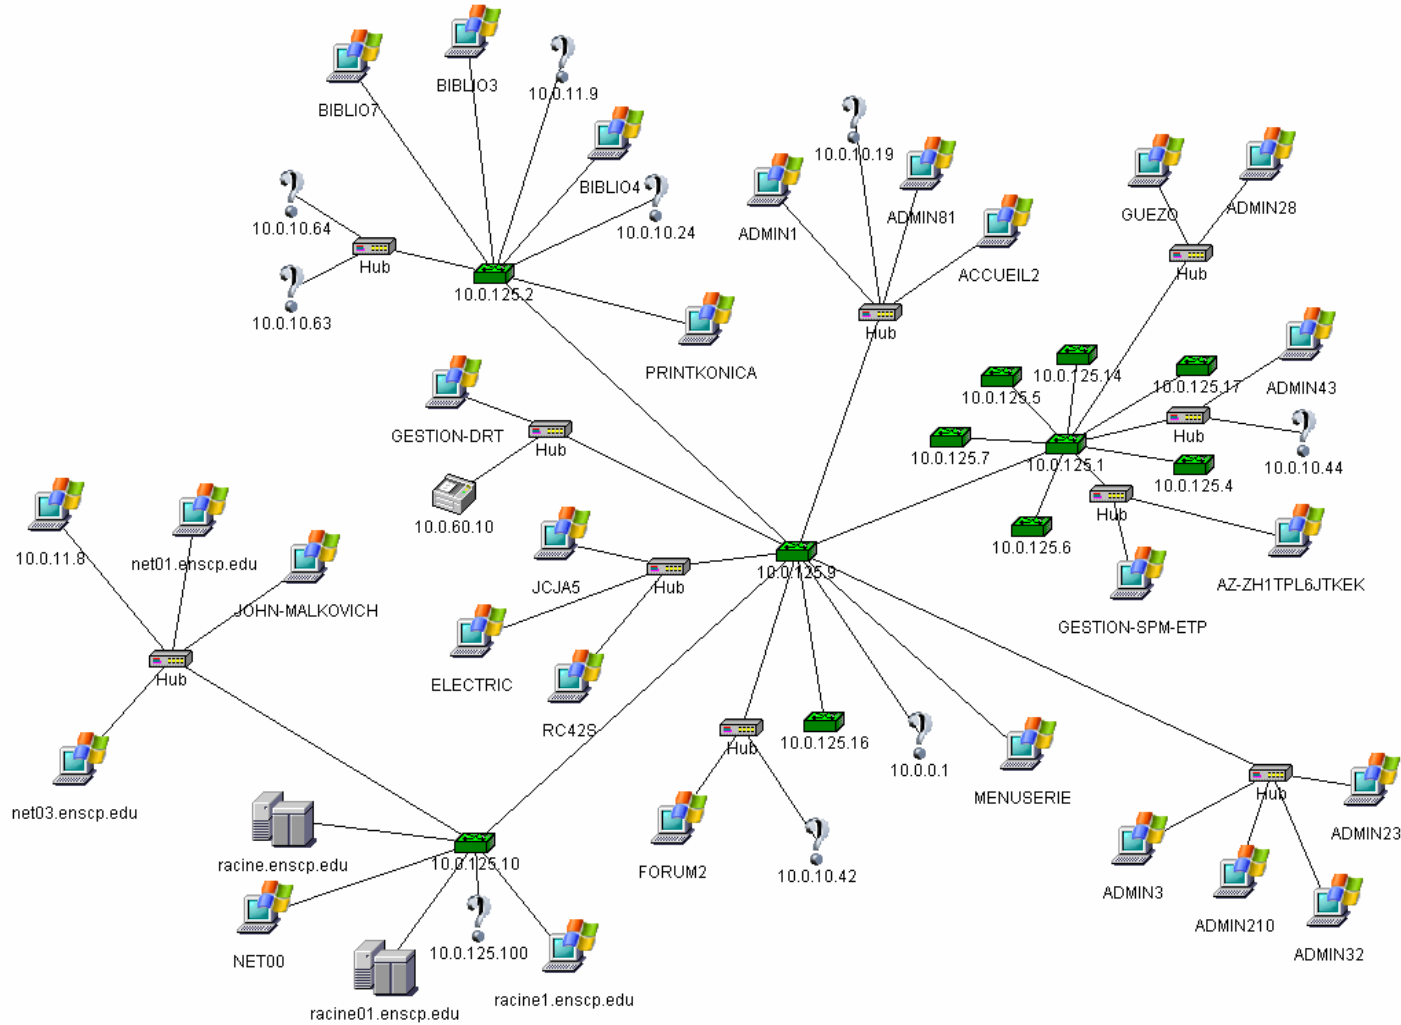 BIBLIO7
BIBLIO3
10.0.11.9
BIBLIO4
10.0.10.24
10.0.10.64
Hub
10.0.10.63
10.0.125.2
PRINTKONICA
10.0.10.19
ADMIN1
ADMIN81
ACCUEIL2
Hub
GUEZO
ADMIN28
Hub
10.0.125.14
10.0.125.5
10.0.125.17
ADMIN43
Hub
10.0.125.7
10.0.125.1
10.0.10.44
10.0.125.4
Hub
10.0.125.6
AZ-ZH1TPL6JTKEK
GESTION-SPM-ETP
GESTION-DRT
Hub
10.0.60.10
JCJA5
Hub
10.0.125.9
ELECTRIC
RC42S
10.0.11.8
net01.enscp.edu
JOHN-MALKOVICH
Hub
net03.enscp.edu
racine.enscp.edu
10.0.125.10
NET00
10.0.125.100
racine01.enscp.edu
racine1.enscp.edu
Hub
10.0.125.16
10.0.0.1
MENUSERIE
FORUM2
10.0.10.42
Hub
ADMIN23
ADMIN3
ADMIN210
ADMIN32